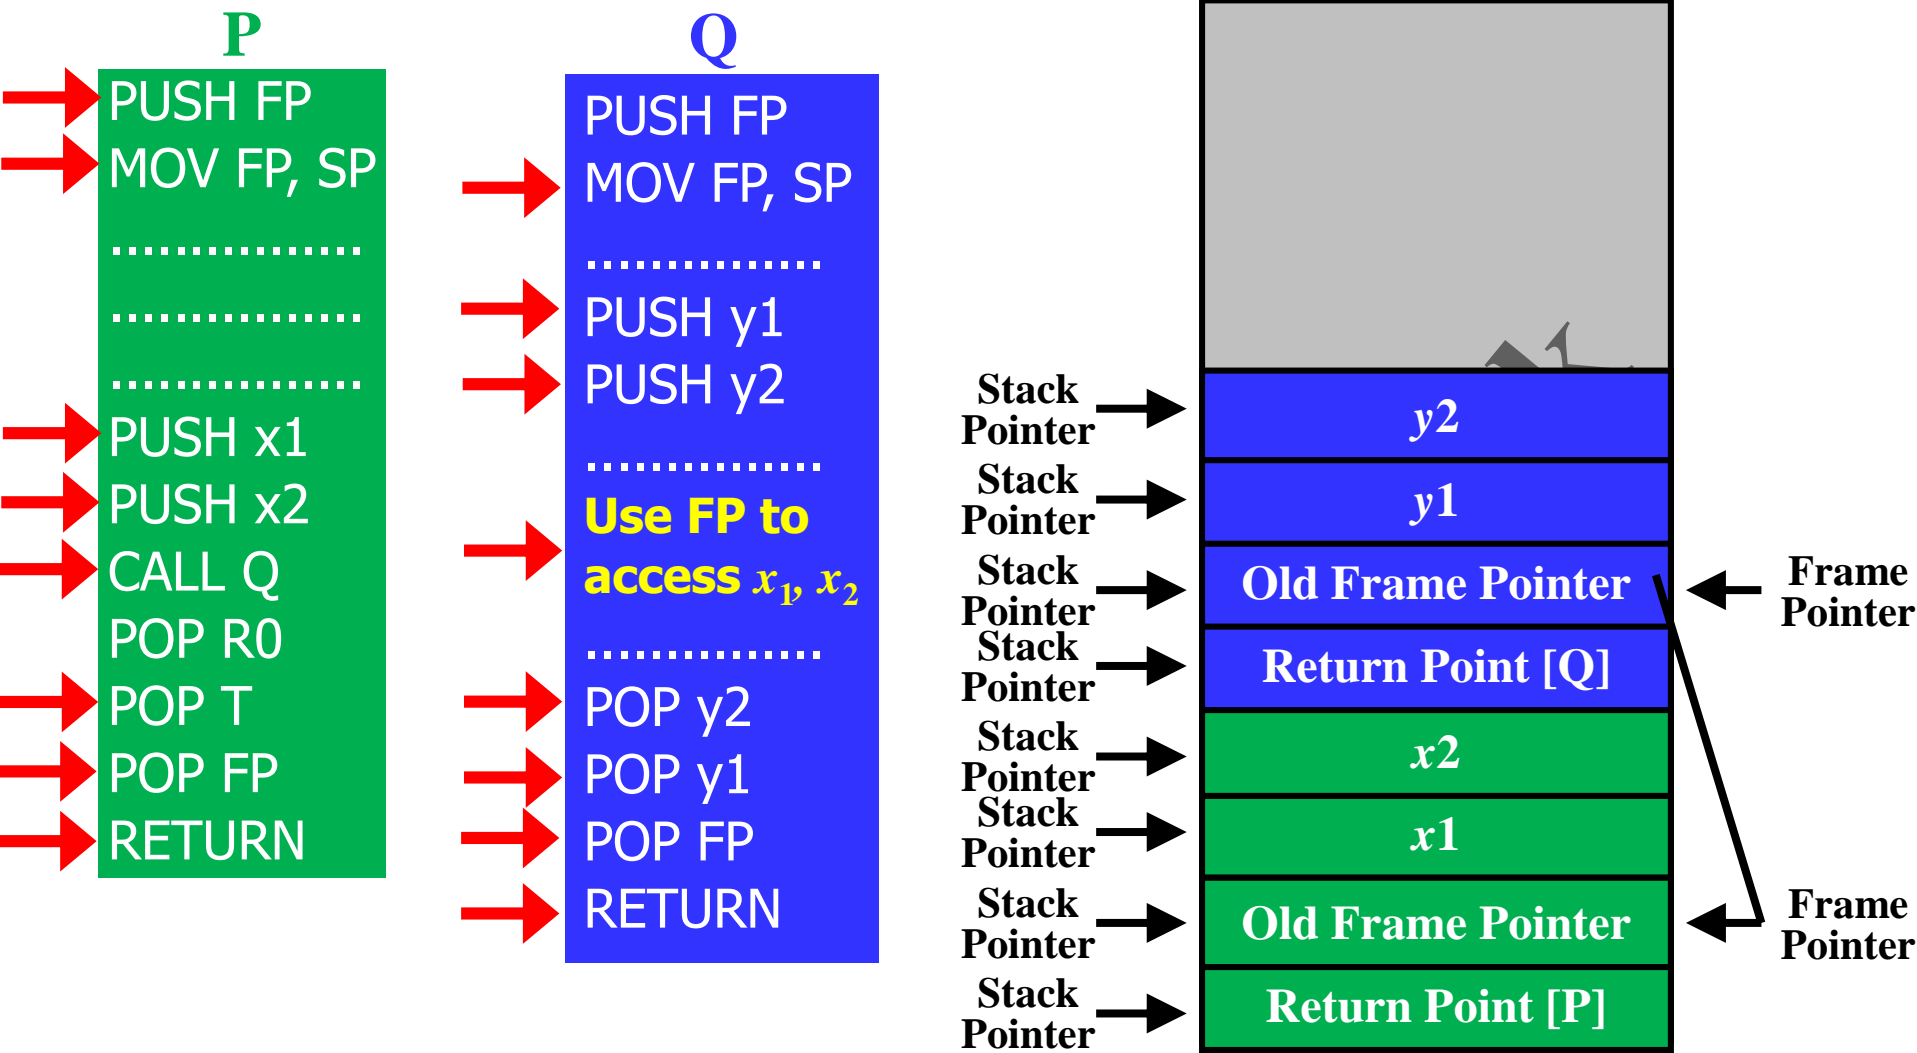 P
PUSH FP
MOV FP, SP
................
................
................
PUSH x1
PUSH x2
CALL Q
POP R0
POP T
POP FP
RETURN
Q
PUSH FP
MOV FP, SP
...............
PUSH y1
PUSH y2
...............
Use FP to
access x1, x2
...............
POP y2
POP y1
POP FP
RETURN
Stack
Pointer
y2
Stack
Pointer
y1
Stack
Pointer
Old Frame Pointer
Frame
Pointer
Stack
Pointer
Return Point [Q]
Stack
Pointer
x2
Stack
Pointer
x1
Stack
Pointer
Old Frame Pointer
Frame
Pointer
Stack
Pointer
Return Point [P]